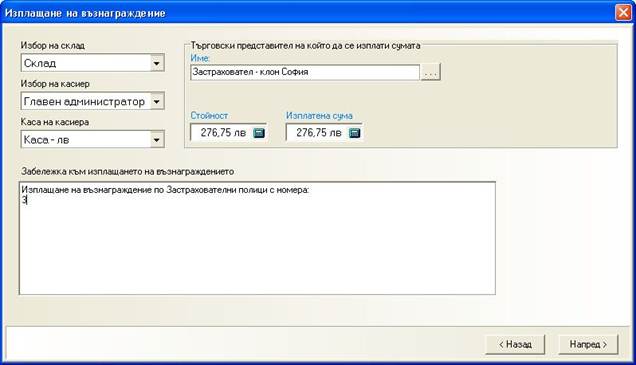 Изплащане на възнаграждение
Избор на склад
Склад
Избор на касиер
Главен администратор
Каса на касиера
Каса - лв
Търговски представител на който да се изплати сумата
Име:
Застраховател - клон София
...
Стойност
Изплатена сума
276,75 лв
276,75 лв
Забележка към изплащането на възнаграждението
Изплащане на възнаграждение по Застрахователни полици с номера:
3
< Назад
Напред >